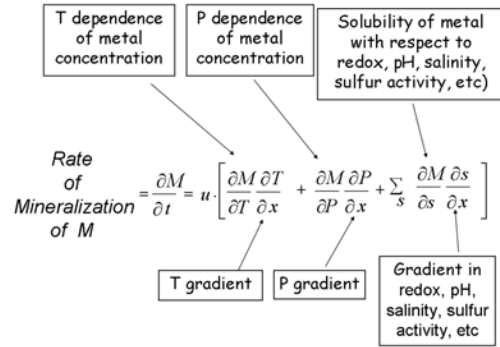 T dependence
of metal
concentration
P dependence
of metal
concentration
Solubility of metal
with respect to
redox, pH, salinity,
sulfur activity, etc)
Rate
of
Mineralization
of M
= ∂M/∂t = u · [ ∂M/∂T ∂T/∂x + ∂M/∂P ∂P/∂x + Σ_s ∂M/∂s ∂s/∂x ]
T gradient
P gradient
Gradient in
redox, pH,
salinity, sulfur
activity, etc